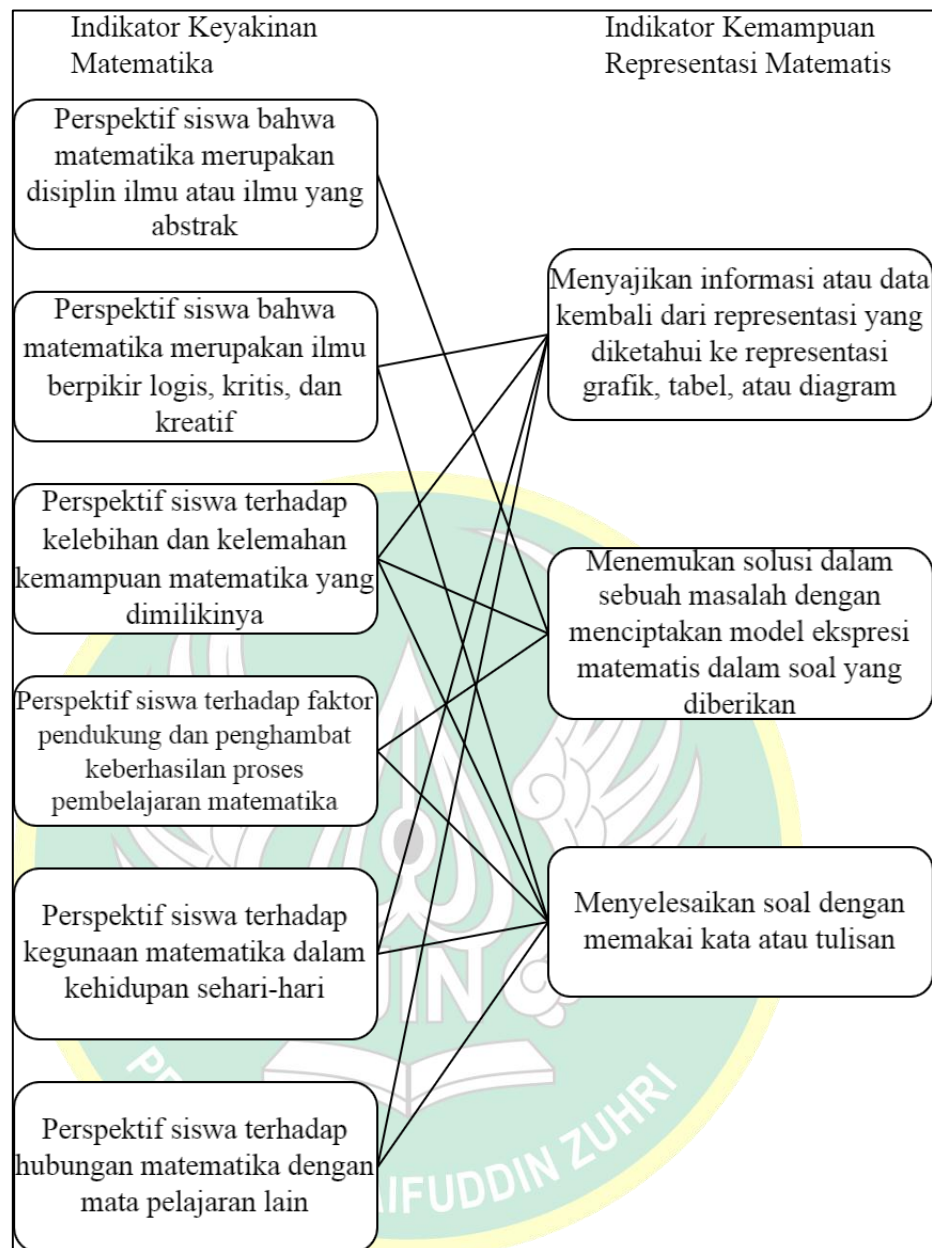 Indikator Keyakinan
Matematika
Indikator Kemampuan
Representasi Matematis
Perspektif siswa bahwa
matematika merupakan
disiplin ilmu atau ilmu yang
abstrak
Perspektif siswa bahwa
matematika merupakan ilmu
berpikir logis, kritis, dan
kreatif
Perspektif siswa terhadap
kelebihan dan kelemahan
kemampuan matematika yang
dimilikinya
Perspektif siswa terhadap faktor
pendukung dan penghambat
keberhasilan proses
pembelajaran matematika
Perspektif siswa terhadap
kegunaan matematika dalam
kehidupan sehari-hari
Perspektif siswa terhadap
hubungan matematika dengan
mata pelajaran lain
Menyajikan informasi atau data
kembali dari representasi yang
diketahui ke representasi
grafik, tabel, atau diagram
Menemukan solusi dalam
sebuah masalah dengan
menciptakan model ekspresi
matematis dalam soal yang
diberikan
Menyelesaikan soal dengan
memakai kata atau tulisan
UIN
AIFUDDIN ZUHRI